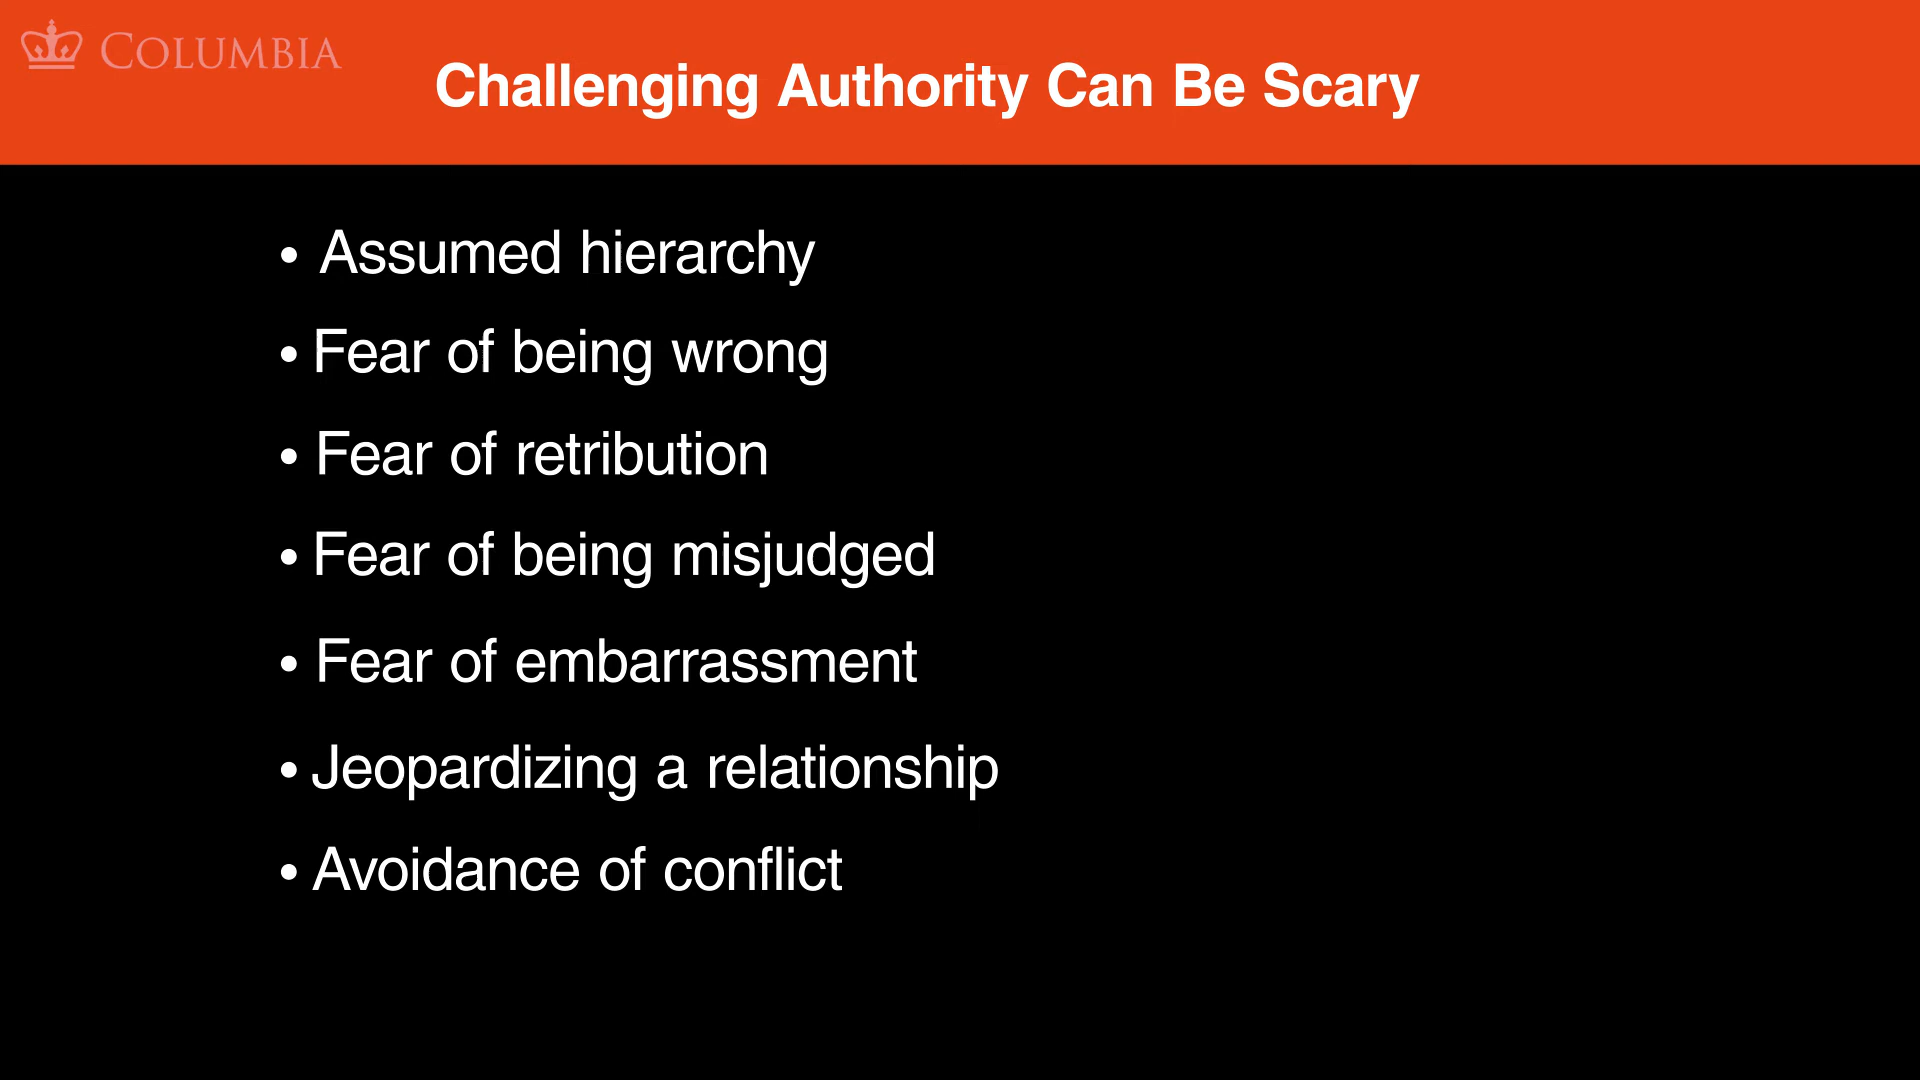 COLUMBIA
Challenging Authority Can Be Scary
• Assumed hierarchy
• Fear of being wrong
• Fear of retribution
• Fear of being misjudged
• Fear of embarrassment
• Jeopardizing a relationship
• Avoidance of conflict